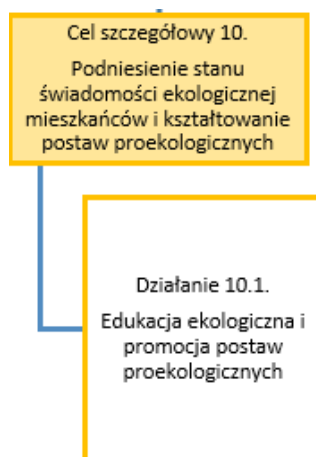 Cel szczegółowy 10.
Podniesienie stanu
świadomości ekologicznej
mieszkańców i kształtowanie
postaw proekologicznych
Działanie 10.1.
Edukacja ekologiczna i
promocja postaw
proekologicznych